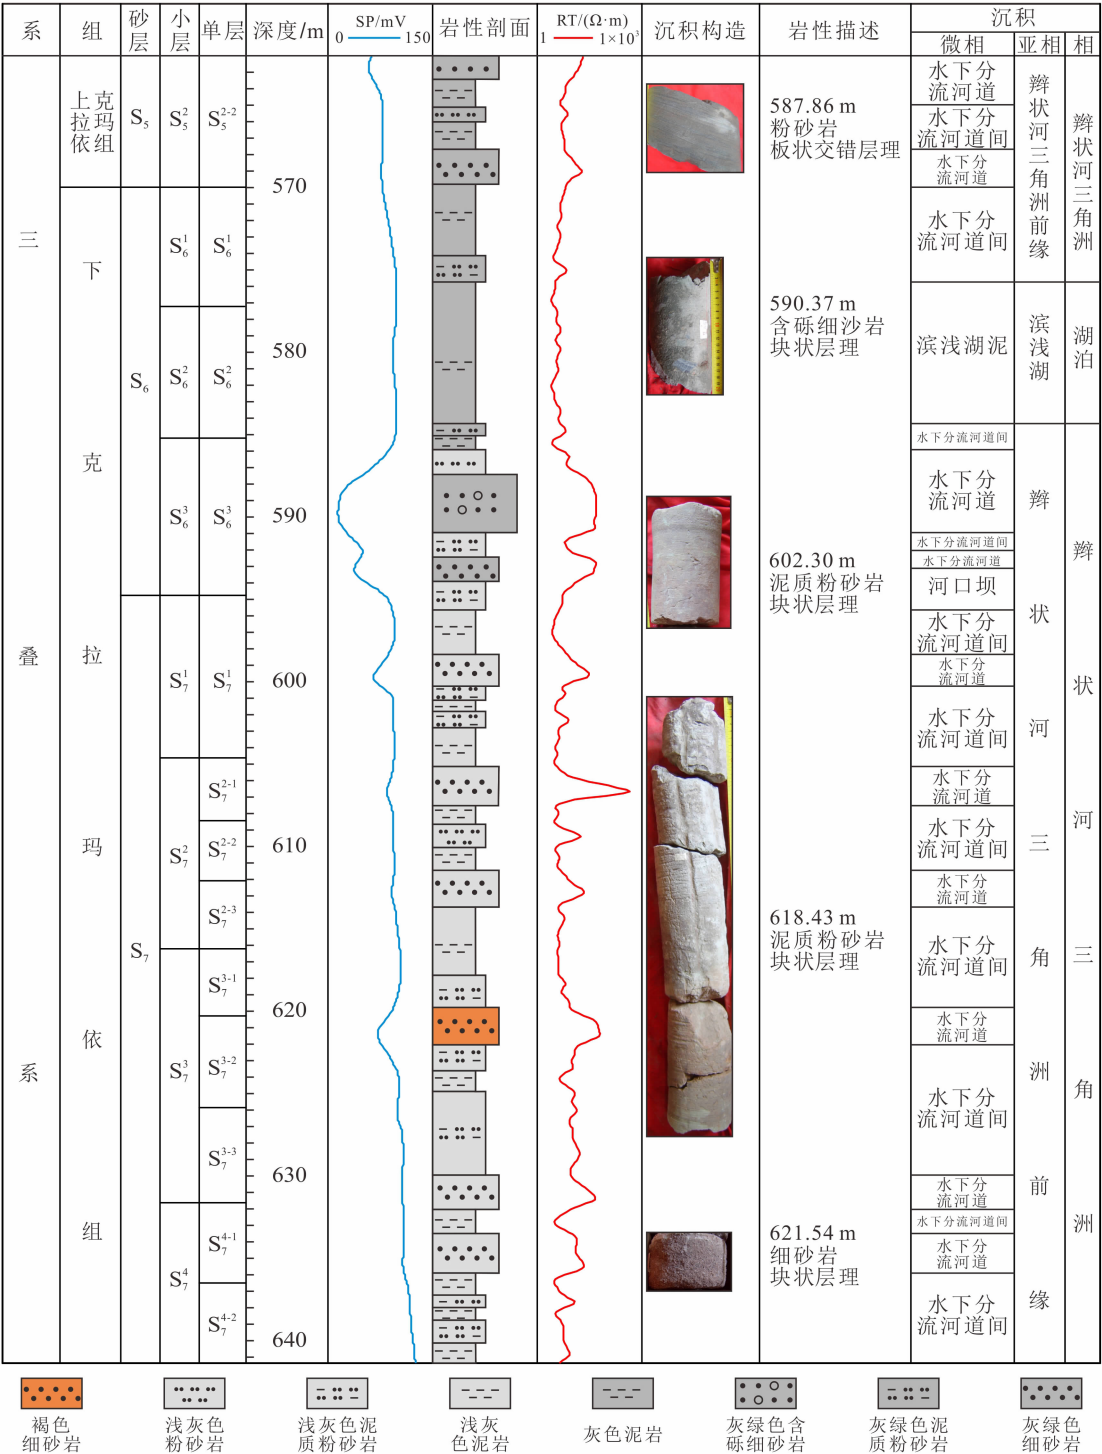 系 组 砂层 小层 单层 深度/m SP/mV 岩性剖面 RT/(Ω·m) 沉积构造 岩性描述 沉积
0 150 1 1×10³ 微相 亚相 相
三叠系
上克拉玛依组
下克拉玛依组
S₅
S₆
S₇
S₅²
S₆¹
S₆²
S₆³
S₇¹
S₇²
S₇³
S₇⁴
S₅²⁻²
S₆¹
S₆²
S₆³
S₇¹
S₇²⁻¹
S₇²⁻²
S₇²⁻³
S₇³⁻¹
S₇³⁻²
S₇³⁻³
S₇⁴⁻¹
S₇⁴⁻²
570
580
590
600
610
620
630
640
587.86 m
粉砂岩
板状交错层理
590.37 m
含砾细沙岩
块状层理
602.30 m
泥质粉砂岩
块状层理
618.43 m
泥质粉砂岩
块状层理
621.54 m
细砂岩
块状层理
水下分
流河道
水下分
流河道间
水下分
流河道
水下分
流河道间
滨浅湖泥
水下分流河道间
水下分
流河道
水下分流河道间
水下分流河道
河口坝
水下分
流河道间
水下分
流河道
水下分
流河道间
水下分
流河道
水下分
流河道间
水下分
流河道
水下分
流河道间
水下分
流河道
水下分
流河道间
水下分
流河道
水下分流河道间
水下分
流河道
水下分
流河道间
辫状河三角洲前缘
滨浅湖
辫状河三角洲前缘
辫状河三角洲
湖泊
辫状河三角洲
褐色
细砂岩
浅灰色
粉砂岩
浅灰色泥
质粉砂岩
浅灰
色泥岩
灰色泥岩
灰绿色含
砾细砂岩
灰绿色泥
质粉砂岩
灰绿色
细砂岩